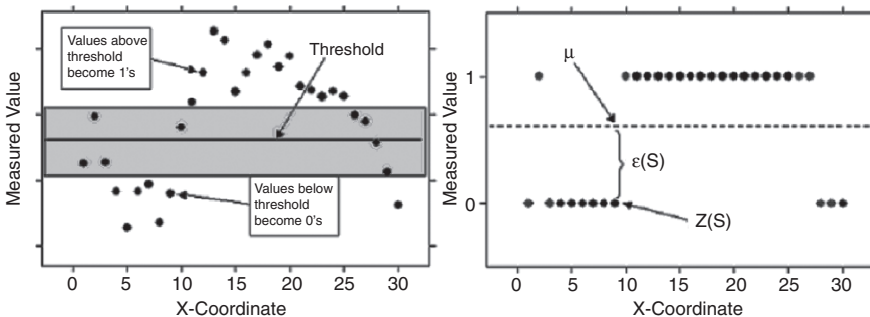 Values above
threshold
become 1's
Threshold
Values below
threshold
become 0's
Measured Value
0 5 10 15 20 25 30
X-Coordinate
μ
1
ε(S)
0
Z(S)
Measured Value
0 5 10 15 20 25 30
X-Coordinate